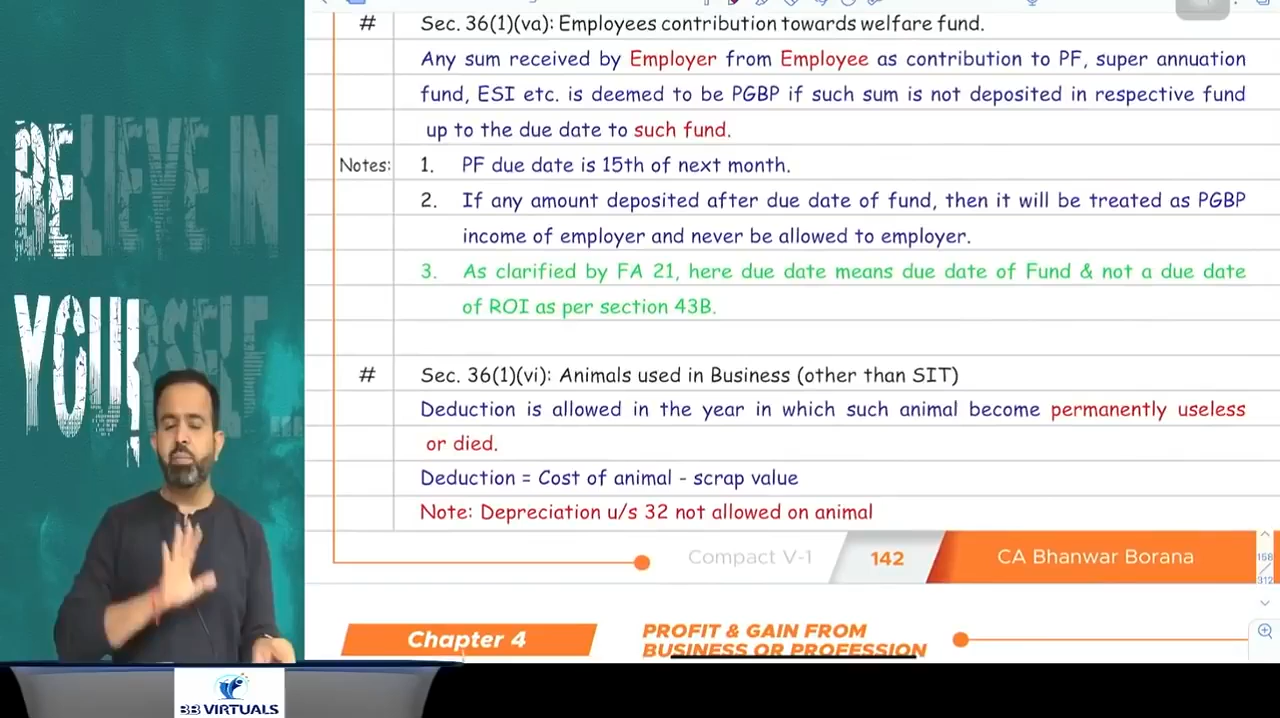 BELIEVE IN
YOURSELF...
# Sec. 36(1)(va): Employees contribution towards welfare fund.
Any sum received by Employer from Employee as contribution to PF, super annuation
fund, ESI etc. is deemed to be PGBP if such sum is not deposited in respective fund
up to the due date to such fund.
Notes: 1. PF due date is 15th of next month.
2. If any amount deposited after due date of fund, then it will be treated as PGBP
income of employer and never be allowed to employer.
3. As clarified by FA 21, here due date means due date of Fund & not a due date
of ROI as per section 43B.
# Sec. 36(1)(vi): Animals used in Business (other than SIT)
Deduction is allowed in the year in which such animal become permanently useless
or died.
Deduction = Cost of animal - scrap value
Note: Depreciation u/s 32 not allowed on animal
Compact V-1 142 CA Bhanwar Borana
158
312
Chapter 4
PROFIT & GAIN FROM
BUSINESS OR PROFESSION
BB VIRTUALS